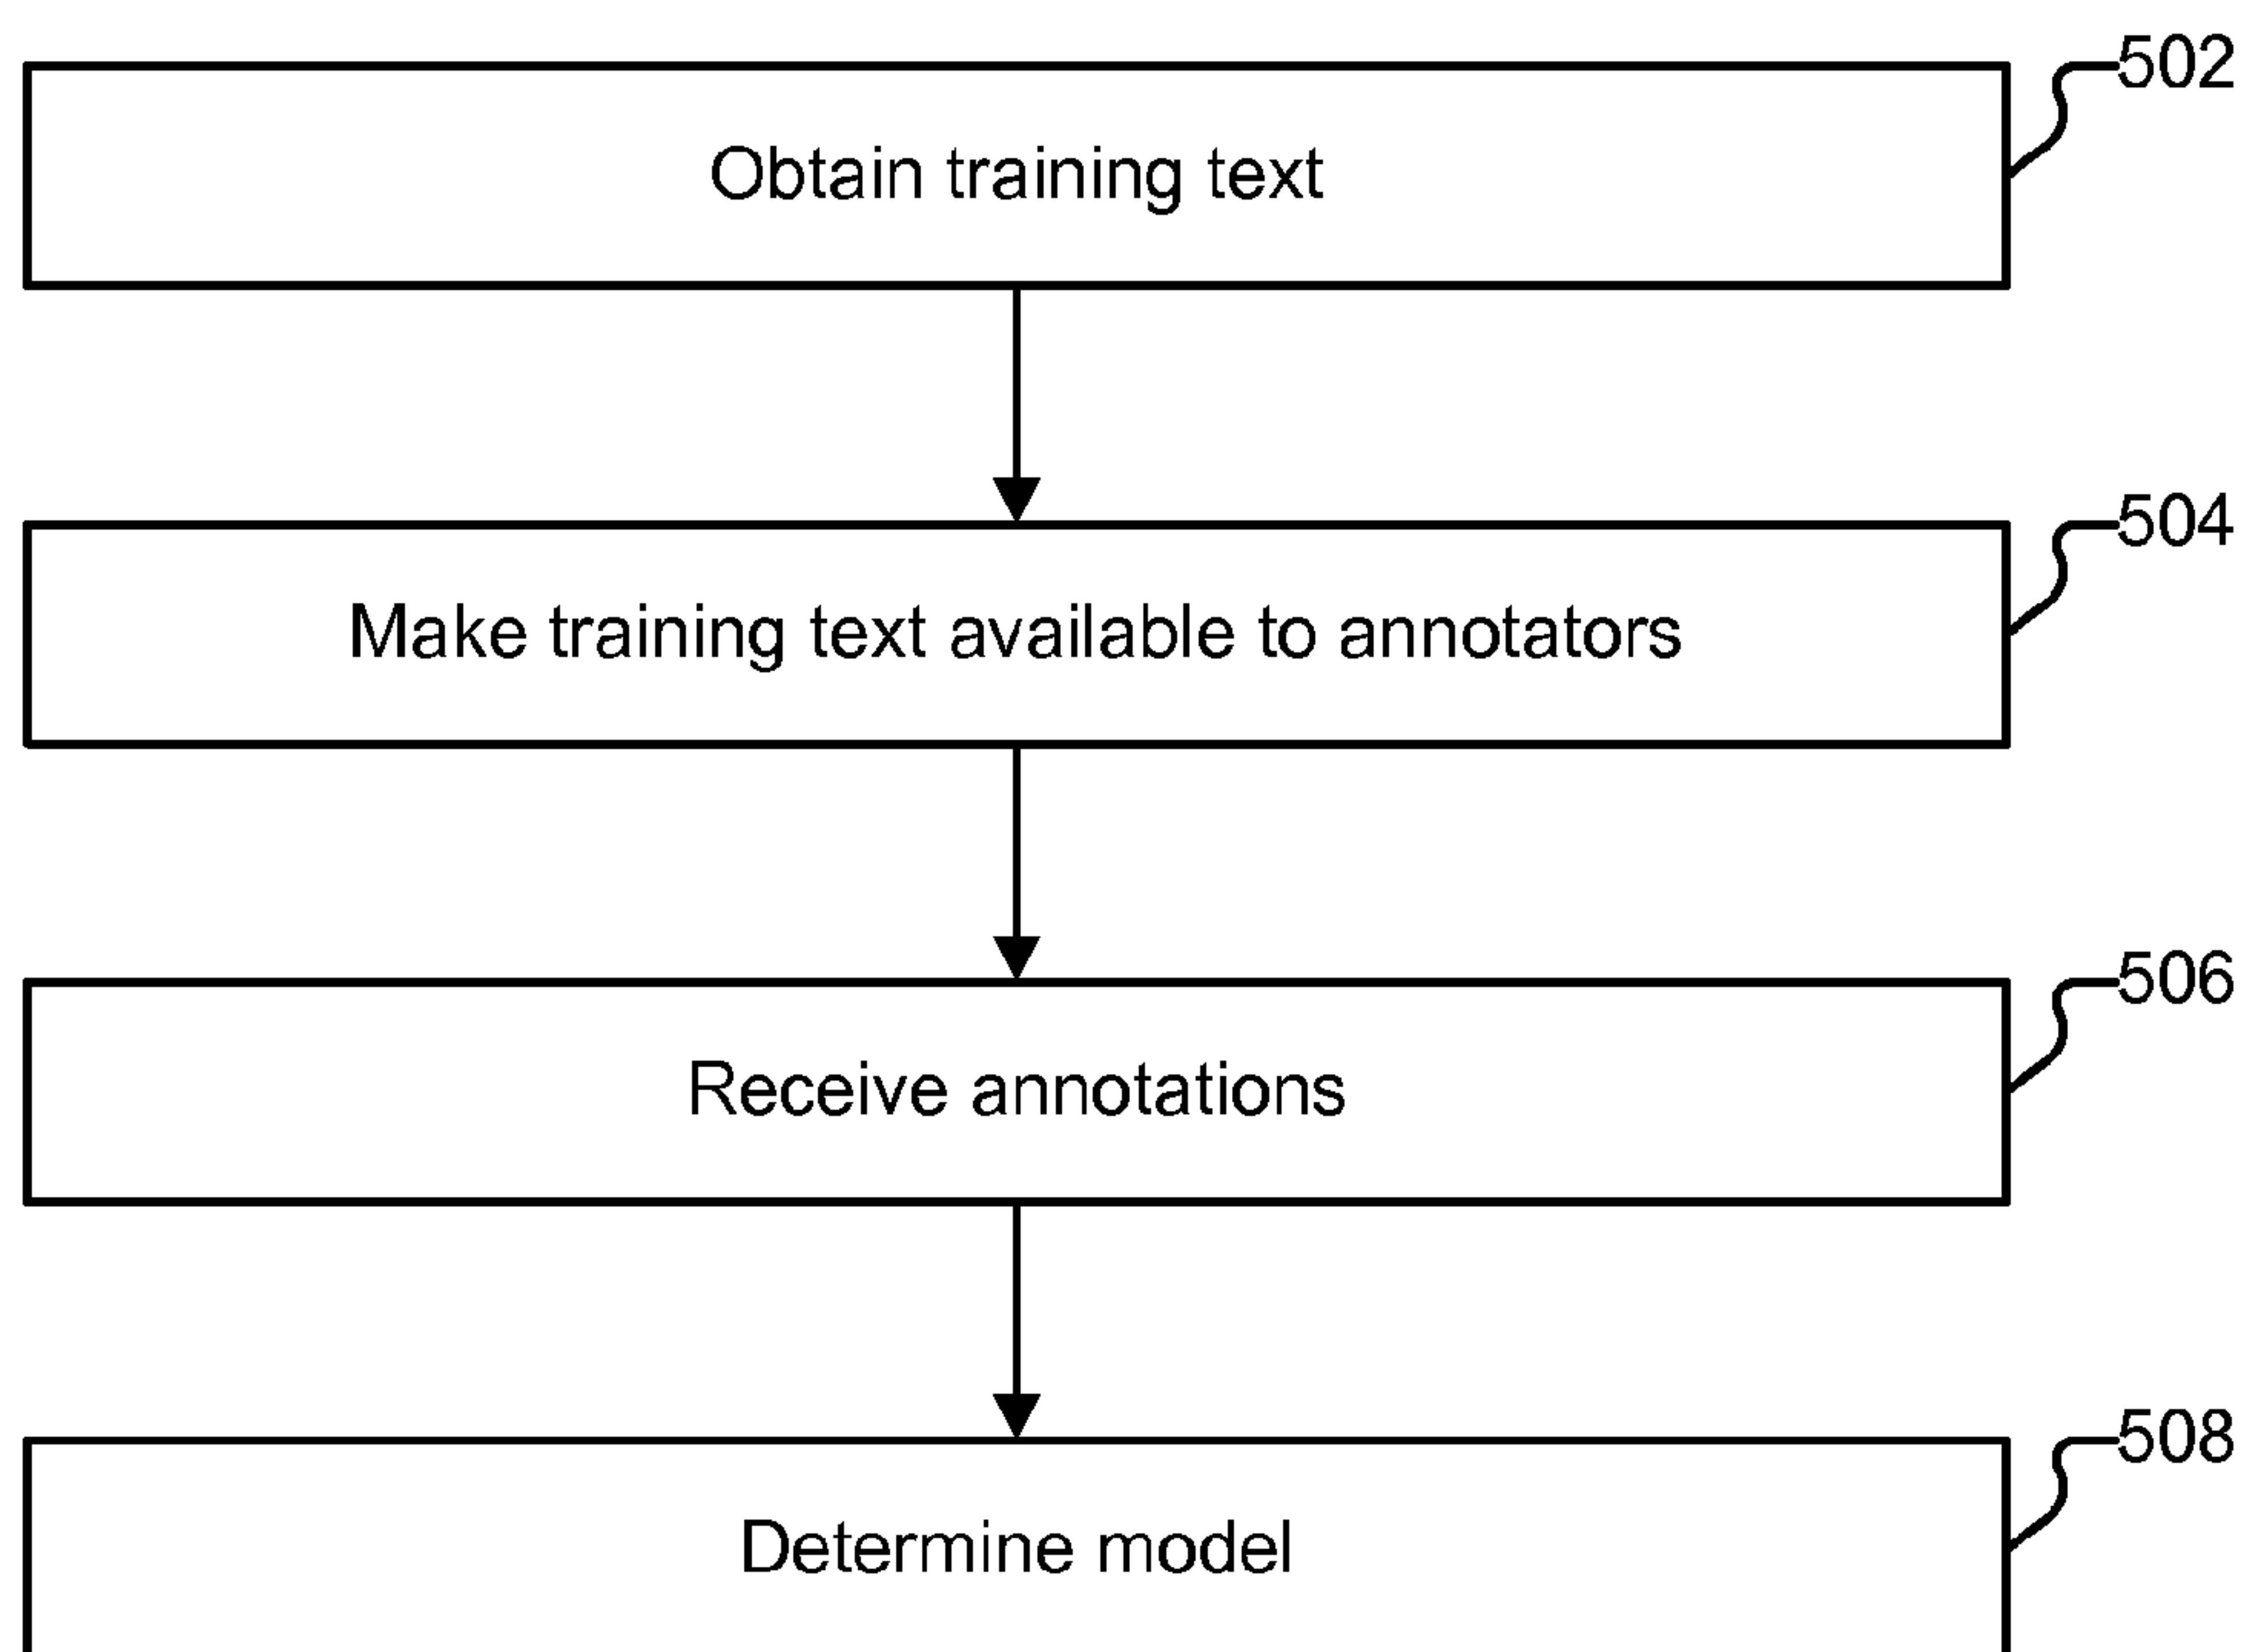 502
Obtain training text
504
Make training text available to annotators
506
Receive annotations
508
Determine model